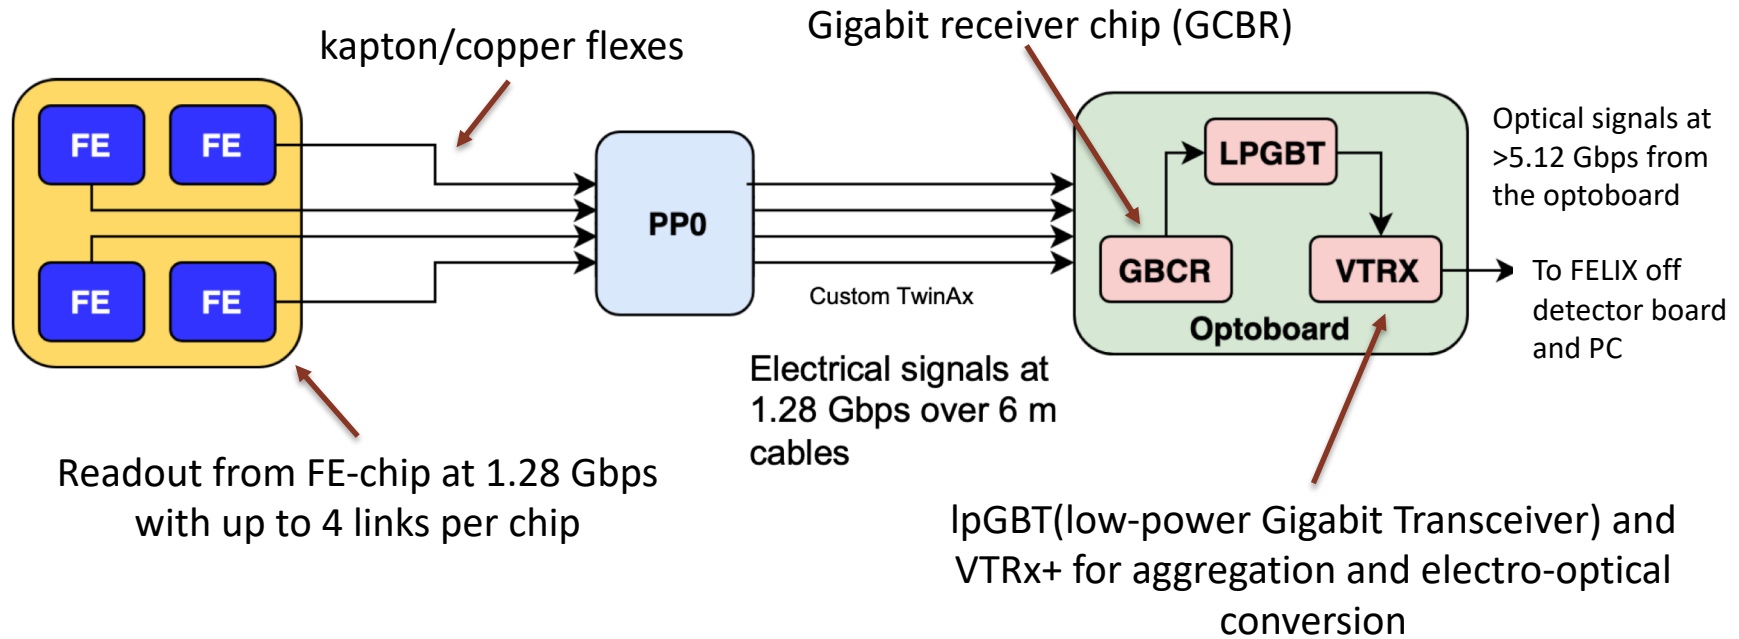 kapton/copper flexes
Gigabit receiver chip (GCBR)
FE
FE
FE
FE
PP0
Custom TwinAx
LPGBT
GBCR
VTRX
Optoboard
Optical signals at
>5.12 Gbps from
the optoboard
To FELIX off
detector board
and PC
Electrical signals at
1.28 Gbps over 6 m
cables
Readout from FE-chip at 1.28 Gbps
with up to 4 links per chip
lpGBT(low-power Gigabit Transceiver) and
VTRx+ for aggregation and electro-optical
conversion